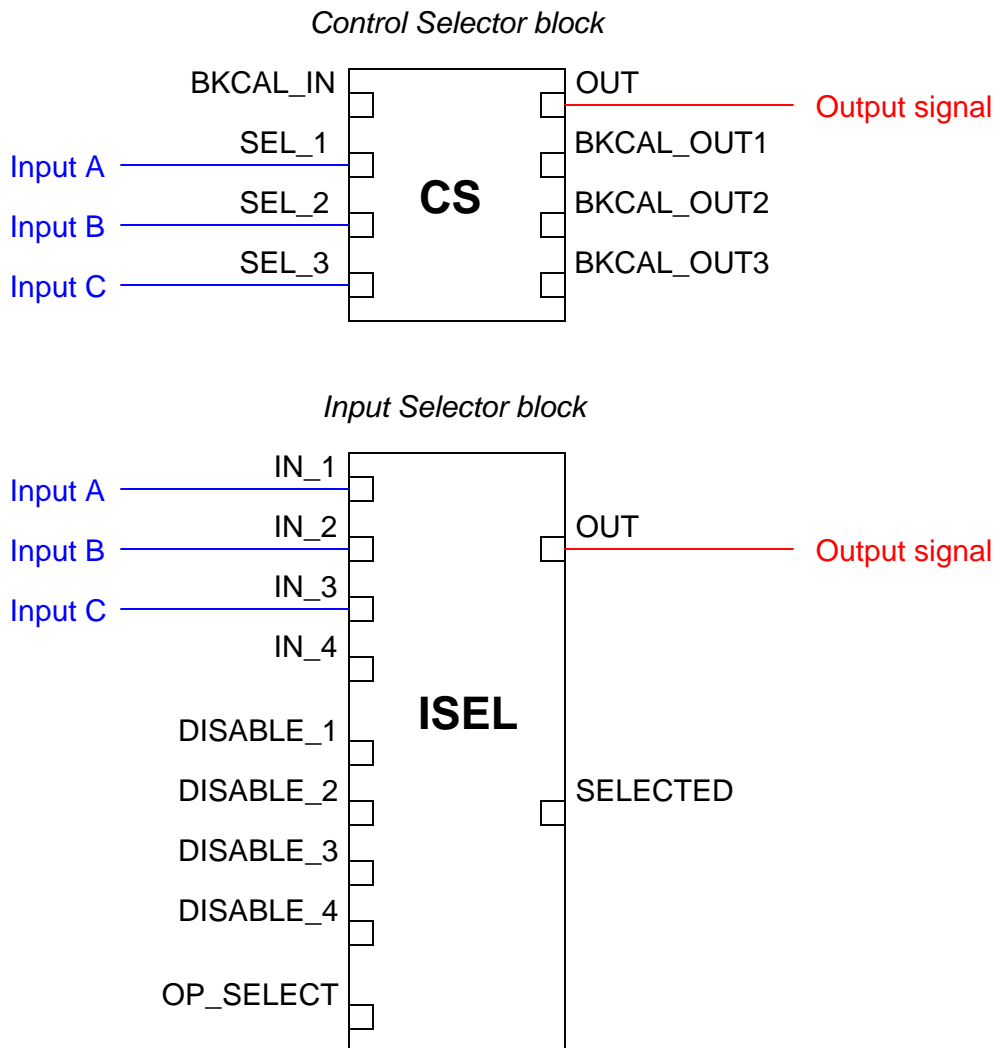 Control Selector block
BKCAL_IN
OUT
Output signal
SEL_1
BKCAL_OUT1
Input A
CS
SEL_2
BKCAL_OUT2
Input B
SEL_3
BKCAL_OUT3
Input C
Input Selector block
IN_1
Input A
IN_2
OUT
Input B
Output signal
IN_3
Input C
IN_4
ISEL
DISABLE_1
DISABLE_2
SELECTED
DISABLE_3
DISABLE_4
OP_SELECT